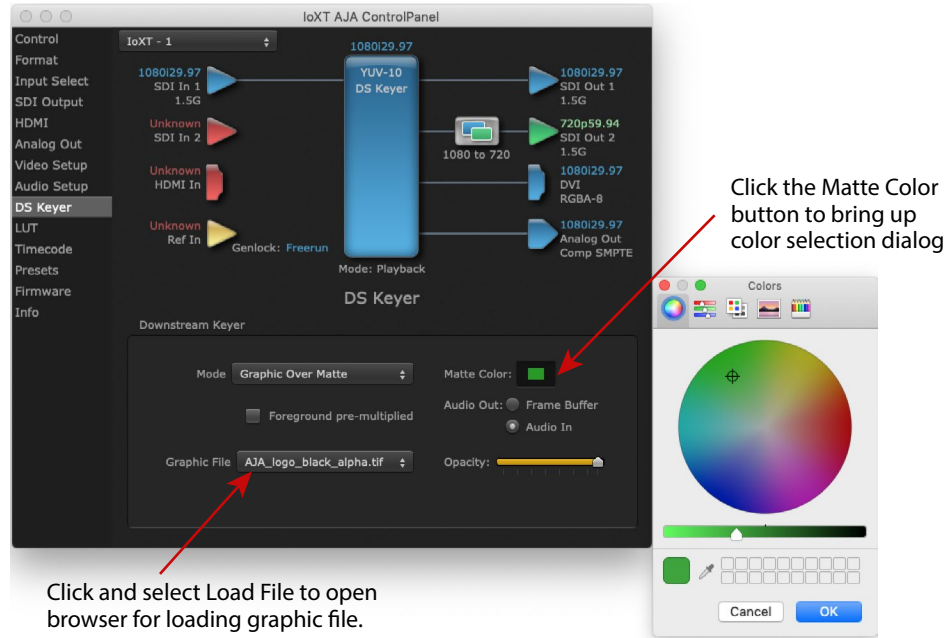 IoXT AJA ControlPanel
Control
Format
Input Select
SDI Output
HDMI
Analog Out
Video Setup
Audio Setup
DS Keyer
LUT
Timecode
Presets
Firmware
Info
IoXT - 1
1080i29.97
YUV-10
DS Keyer
1080i29.97
SDI In 1
1.5G
Unknown
SDI In 2
Unknown
HDMI In
Unknown
Ref In
Genlock: Freerun
Mode: Playback
1080i29.97
SDI Out 1
1.5G
1080 to 720
720p59.94
SDI Out 2
1.5G
1080i29.97
DVI
RGBA-8
1080i29.97
Analog Out
Comp SMPTE
DS Keyer
Downstream Keyer
Mode Graphic Over Matte
Foreground pre-multiplied
Graphic File AJA_logo_black_alpha.tif
Matte Color:
Audio Out: Frame Buffer
Audio In
Opacity:
Click the Matte Color
button to bring up
color selection dialog
Colors
Cancel OK
Click and select Load File to open
browser for loading graphic file.